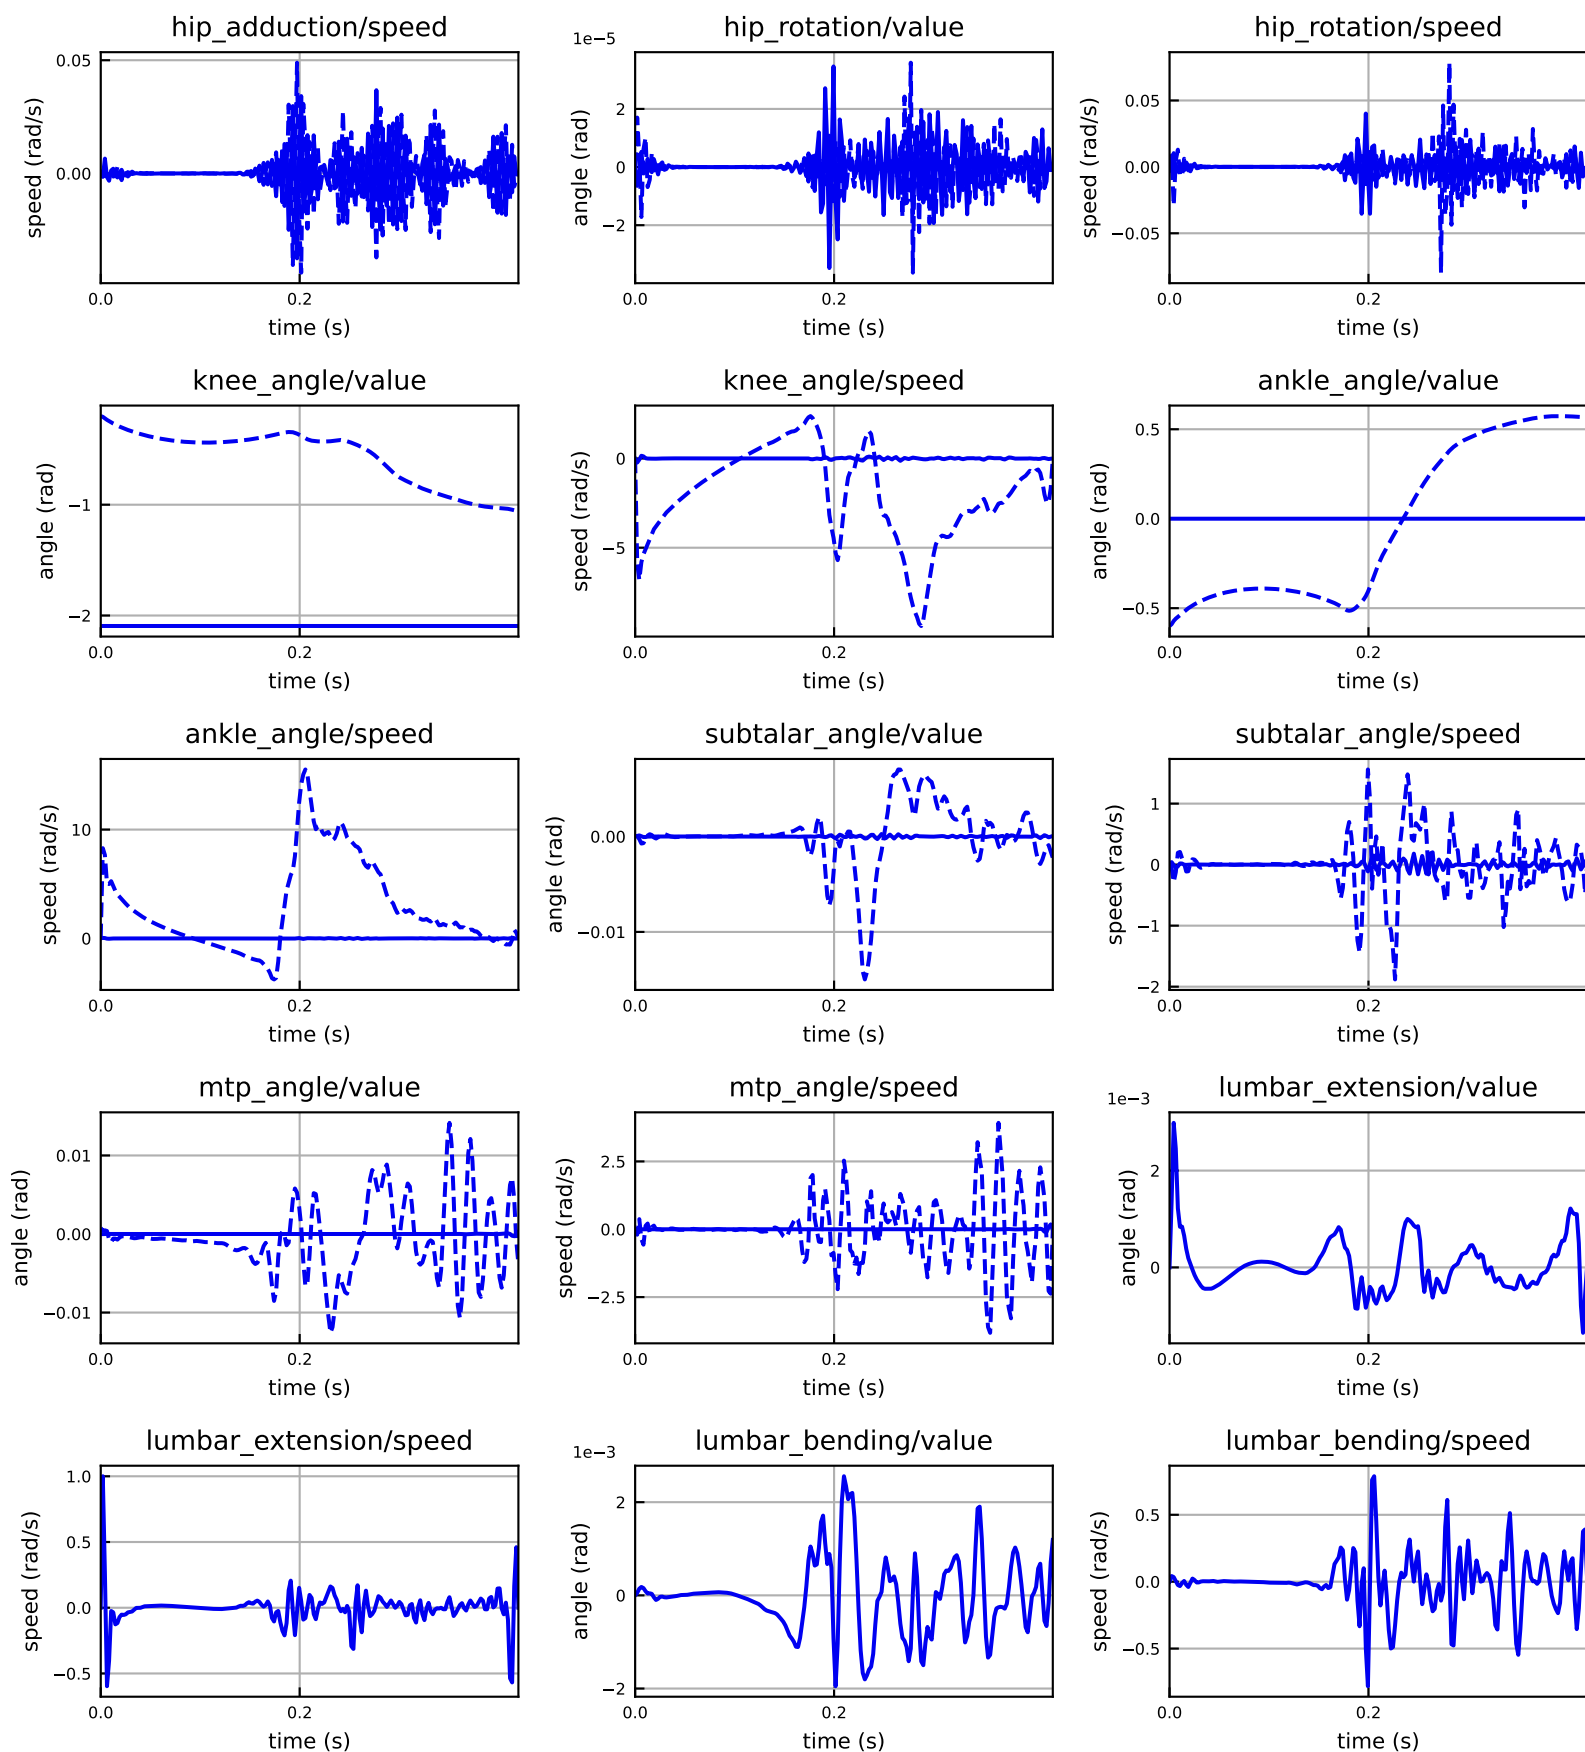 hip_adduction/speed
0.05
0.00
speed (rad/s)
0.0
0.2
time (s)
hip_rotation/value
1e−5
2
0
−2
angle (rad)
0.0
0.2
time (s)
hip_rotation/speed
0.05
0.00
−0.05
speed (rad/s)
0.0
0.2
time (s)
knee_angle/value
−1
−2
angle (rad)
0.0
0.2
time (s)
knee_angle/speed
0
−5
speed (rad/s)
0.0
0.2
time (s)
ankle_angle/value
0.5
0.0
−0.5
angle (rad)
0.0
0.2
time (s)
ankle_angle/speed
10
0
speed (rad/s)
0.0
0.2
time (s)
subtalar_angle/value
0.00
−0.01
angle (rad)
0.0
0.2
time (s)
subtalar_angle/speed
1
0
−1
−2
speed (rad/s)
0.0
0.2
time (s)
mtp_angle/value
0.01
0.00
−0.01
angle (rad)
0.0
0.2
time (s)
mtp_angle/speed
2.5
0.0
−2.5
speed (rad/s)
0.0
0.2
time (s)
lumbar_extension/value
1e−3
2
0
angle (rad)
0.0
0.2
time (s)
lumbar_extension/speed
1.0
0.5
0.0
−0.5
speed (rad/s)
0.0
0.2
time (s)
lumbar_bending/value
1e−3
2
0
−2
angle (rad)
0.0
0.2
time (s)
lumbar_bending/speed
0.5
0.0
−0.5
speed (rad/s)
0.0
0.2
time (s)